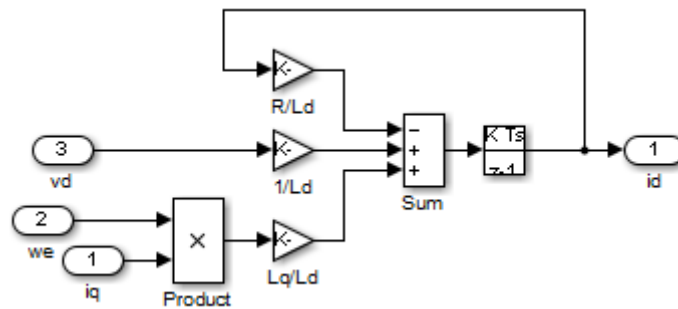 K-
R/Ld
K Ts
z-1
−
+
+
3
vd
K-
1/Ld
1
id
Sum
2
we
×
K-
1
iq
Product
Lq/Ld